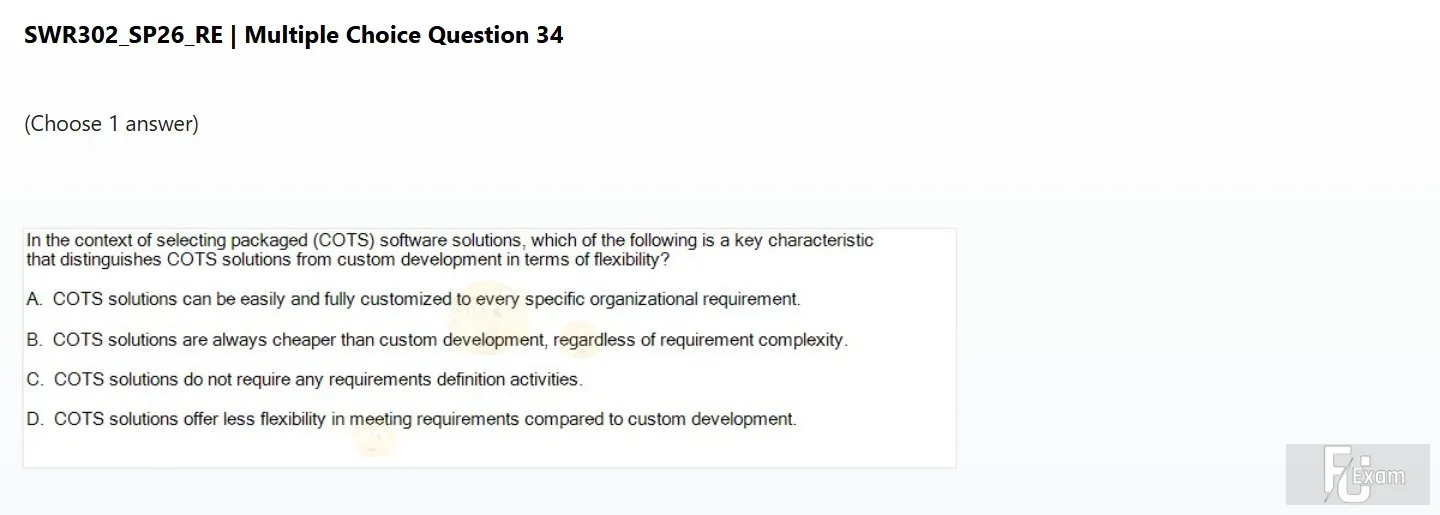 SWR302_SP26_RE | Multiple Choice Question 34
(Choose 1 answer)
In the context of selecting packaged (COTS) software solutions, which of the following is a key characteristic
that distinguishes COTS solutions from custom development in terms of flexibility?
A. COTS solutions can be easily and fully customized to every specific organizational requirement.
B. COTS solutions are always cheaper than custom development, regardless of requirement complexity.
C. COTS solutions do not require any requirements definition activities.
D. COTS solutions offer less flexibility in meeting requirements compared to custom development.
Exam